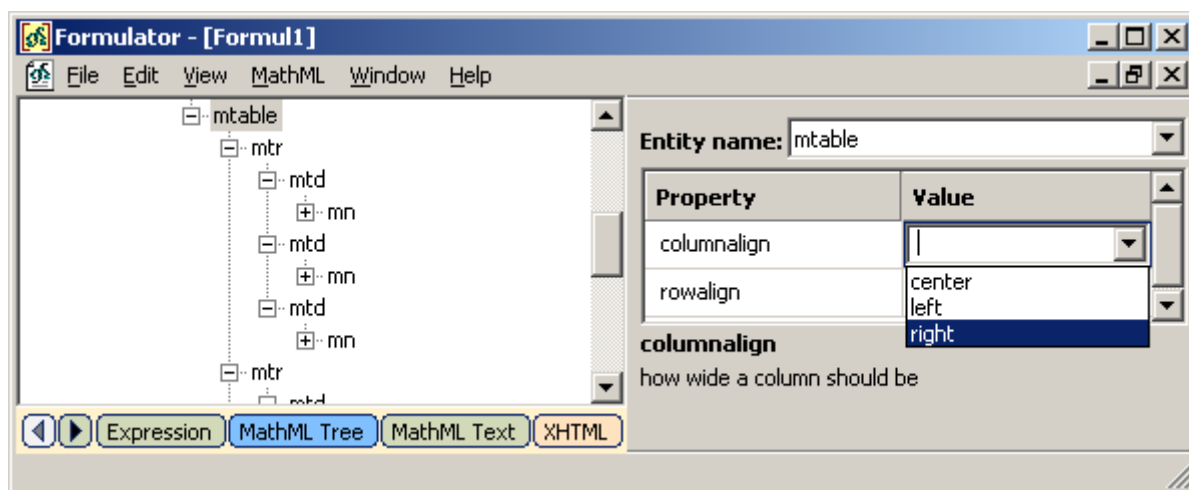 Formulator - [Formul1]
File Edit View MathML Window Help
mtable
mtr
mtd
mn
mtd
mn
mtd
mn
mtr
mtd
Expression MathML Tree MathML Text XHTML
Entity name: mtable
Property Value
columnalign
rowalign
center
left
right
columnalign
how wide a column should be